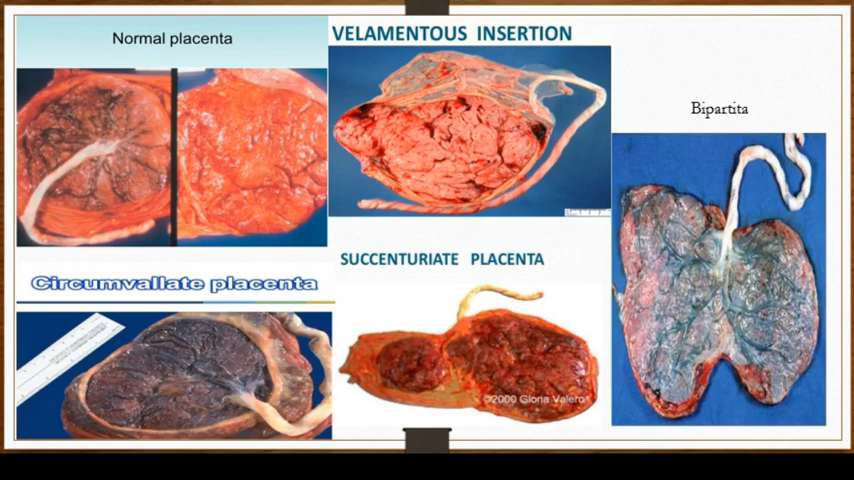 Normal placenta
VELAMENTOUS INSERTION
Bipartita
SUCCENTURIATE PLACENTA
Circumvallate placenta
©2000 Gloria Valero